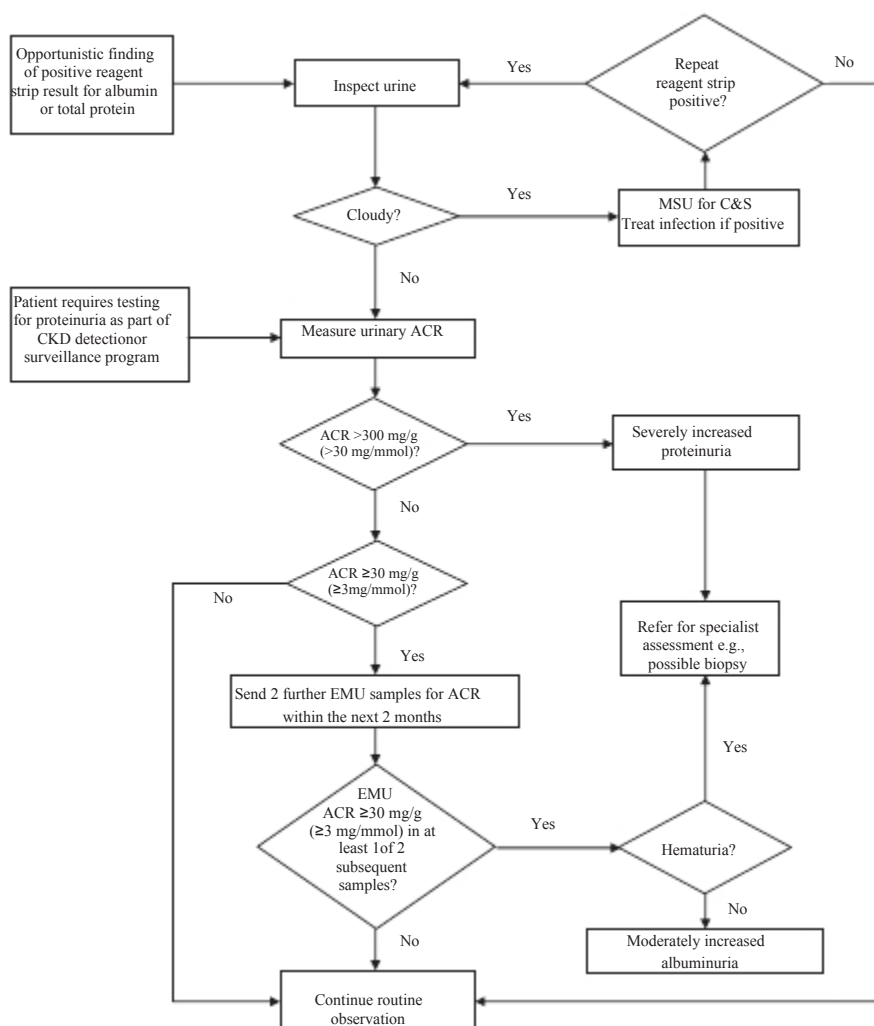 Opportunistic finding
of positive reagent
strip result for albumin
or total protein
Inspect urine
Yes
Repeat
reagent strip
positive?
No
Cloudy?
Yes
MSU for C&S
Treat infection if positive
No
Patient requires testing
for proteinuria as part of
CKD detectionor
surveillance program
Measure urinary ACR
ACR >300 mg/g
(>30 mg/mmol)?
Yes
Severely increased
proteinuria
No
ACR ≥30 mg/g
(≥3mg/mmol)?
No
Yes
Refer for specialist
assessment e.g.,
possible biopsy
Send 2 further EMU samples for ACR
within the next 2 months
Yes
EMU
ACR ≥30 mg/g
(≥3 mg/mmol) in at
least 1of 2
subsequent
samples?
Yes
Hematuria?
No
Moderately increased
albuminuria
No
Continue routine
observation